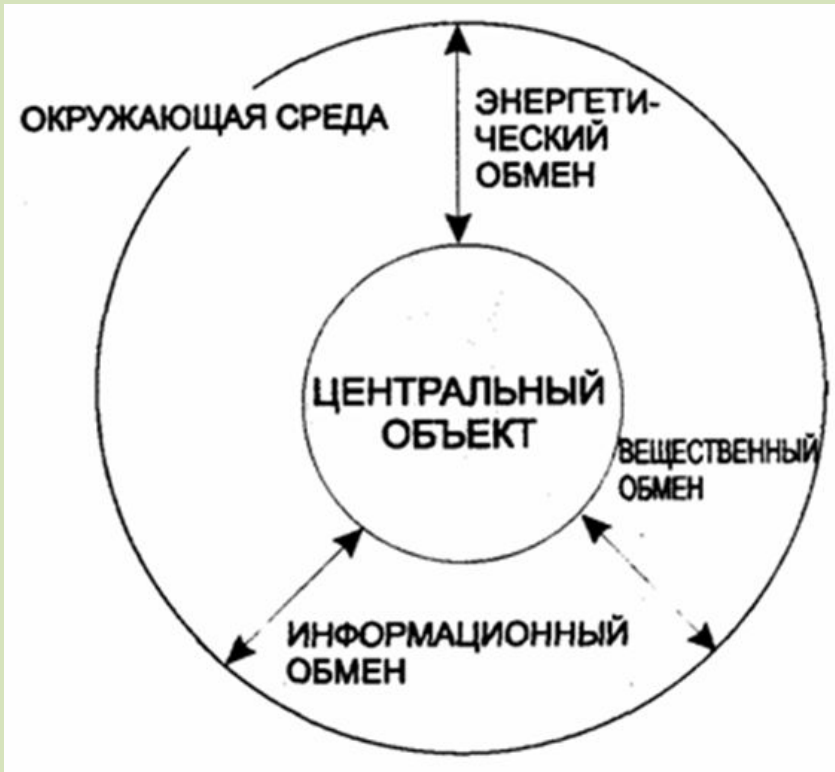 ОКРУЖАЮЩАЯ СРЕДА
ЭНЕРГЕТИ-
ЧЕСКИЙ
ОБМЕН
ЦЕНТРАЛЬНЫЙ
ОБЪЕКТ
ВЕЩЕСТВЕННЫЙ
ОБМЕН
ИНФОРМАЦИОННЫЙ
ОБМЕН